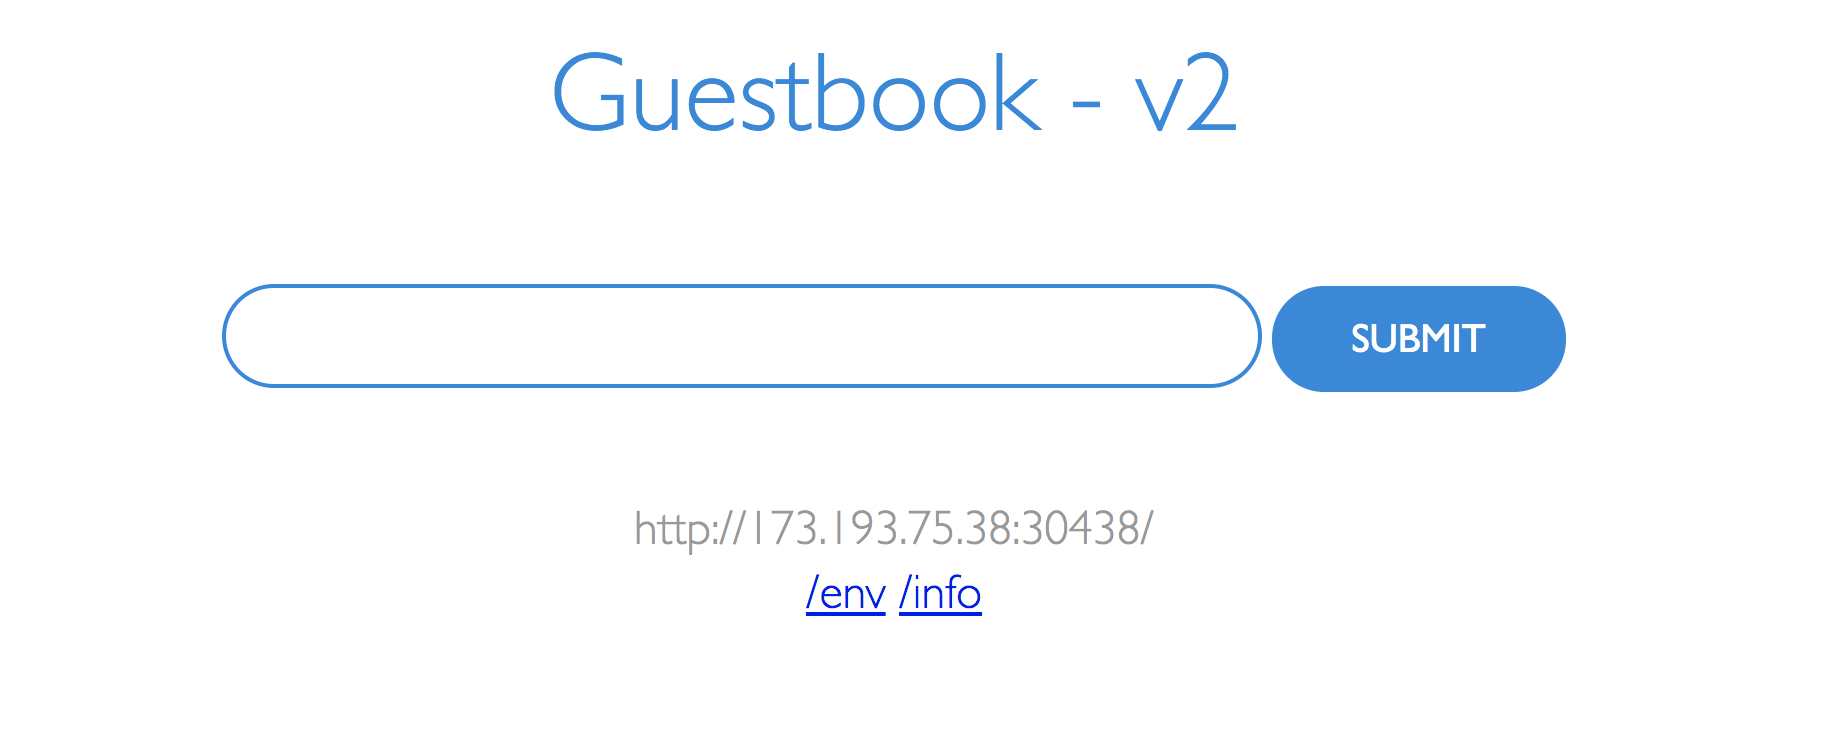 Guestbook - v2
SUBMIT
http://173.193.75.38:30438/
/env /info